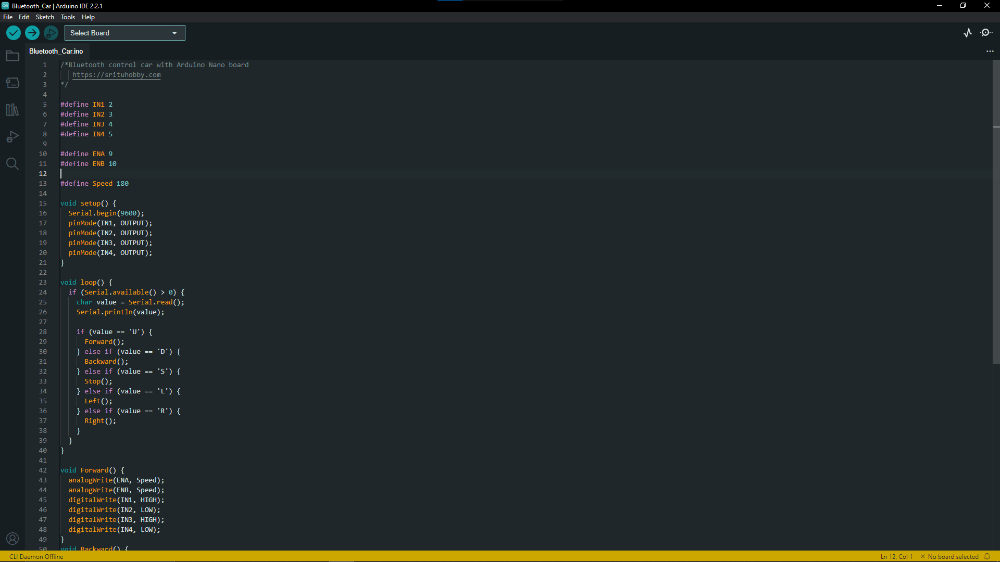 Bluetooth_Car | Arduino IDE 2.2.1
File Edit Sketch Tools Help
Select Board
Bluetooth_Car.ino
1 /*Bluetooth control car with Arduino Nano board
2 https://srituhobby.com
3 */
4
5 #define IN1 2
6 #define IN2 3
7 #define IN3 4
8 #define IN4 5
9
10 #define ENA 9
11 #define ENB 10
12
13 #define Speed 180
14
15 void setup() {
16 Serial.begin(9600);
17 pinMode(IN1, OUTPUT);
18 pinMode(IN2, OUTPUT);
19 pinMode(IN3, OUTPUT);
20 pinMode(IN4, OUTPUT);
21 }
22
23 void loop() {
24 if (Serial.available() > 0) {
25 char value = Serial.read();
26 Serial.println(value);
27
28 if (value == 'U') {
29 Forward();
30 } else if (value == 'D') {
31 Backward();
32 } else if (value == 'S') {
33 Stop();
34 } else if (value == 'L') {
35 Left();
36 } else if (value == 'R') {
37 Right();
38 }
39 }
40 }
41
42 void Forward() {
43 analogWrite(ENA, Speed);
44 analogWrite(ENB, Speed);
45 digitalWrite(IN1, HIGH);
46 digitalWrite(IN2, LOW);
47 digitalWrite(IN3, HIGH);
48 digitalWrite(IN4, LOW);
49 }
50 void Backward() {
CLI Daemon Offline
Ln 12, Col 1 × No board selected